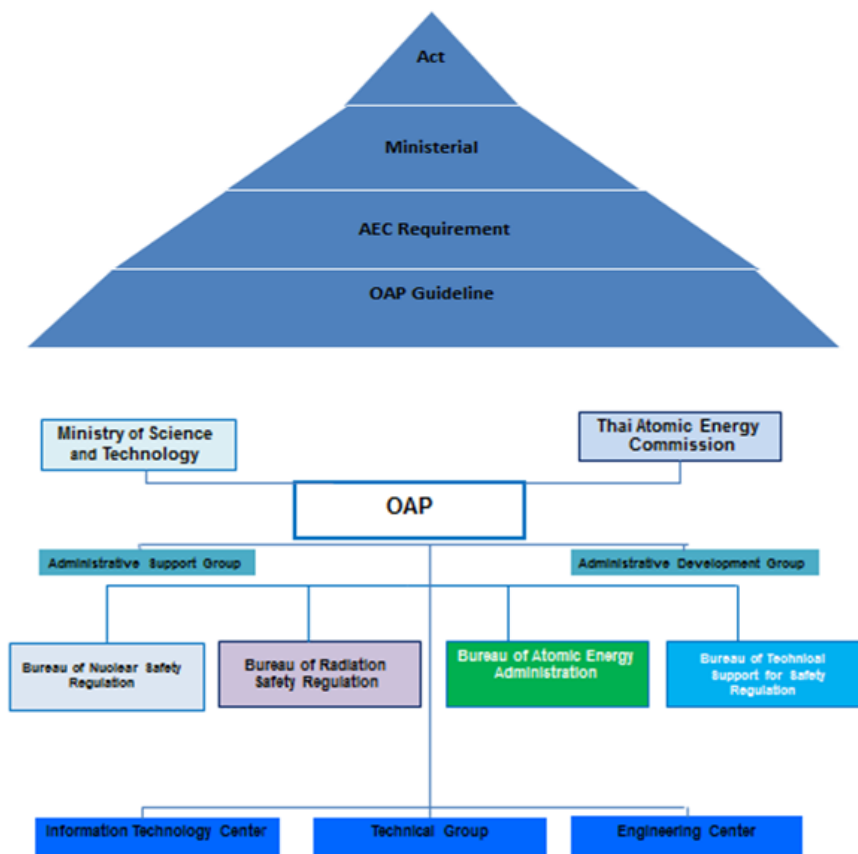 Act
Ministerial
AEC Requirement
OAP Guideline
Ministry of Science
and Technology
Thai Atomic Energy
Commission
OAP
Administrative Support Group
Administrative Development Group
Bureau of Nuclear Safety
Regulation
Bureau of Radiation
Safety Regulation
Bureau of Atomic Energy
Administration
Bureau of Technical
Support for Safety
Regulation
Information Technology Center
Technical Group
Engineering Center